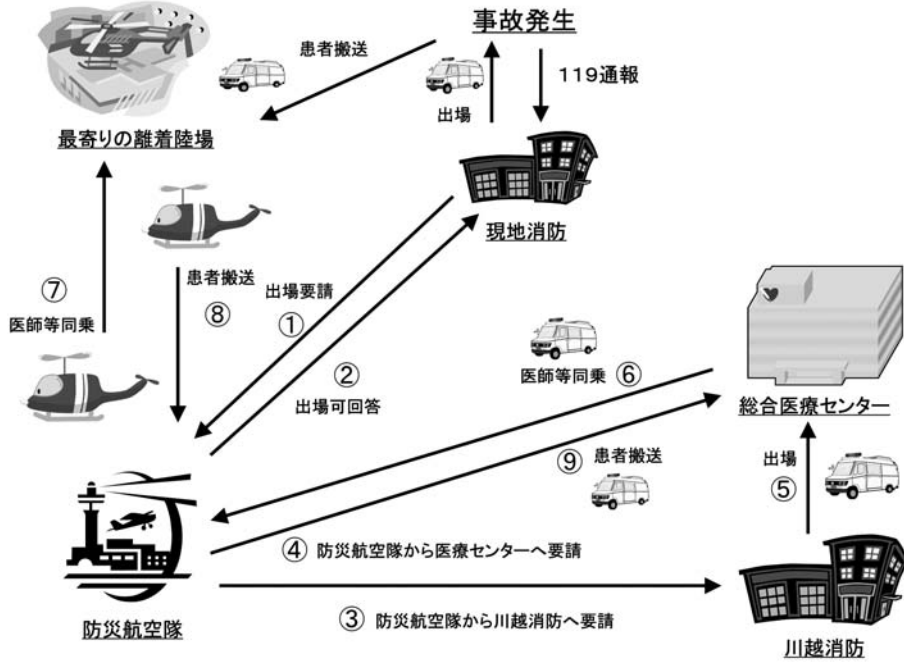 事故発生
患者搬送
119通報
出場
最寄りの離着陸場
現地消防
⑦
医師等同乗
患者搬送
⑧
出場要請
①
②
出場可回答
医師等同乗
⑥
総合医療センター
⑨
患者搬送
出場
⑤
④ 防災航空隊から医療センターへ要請
③ 防災航空隊から川越消防へ要請
防災航空隊
川越消防